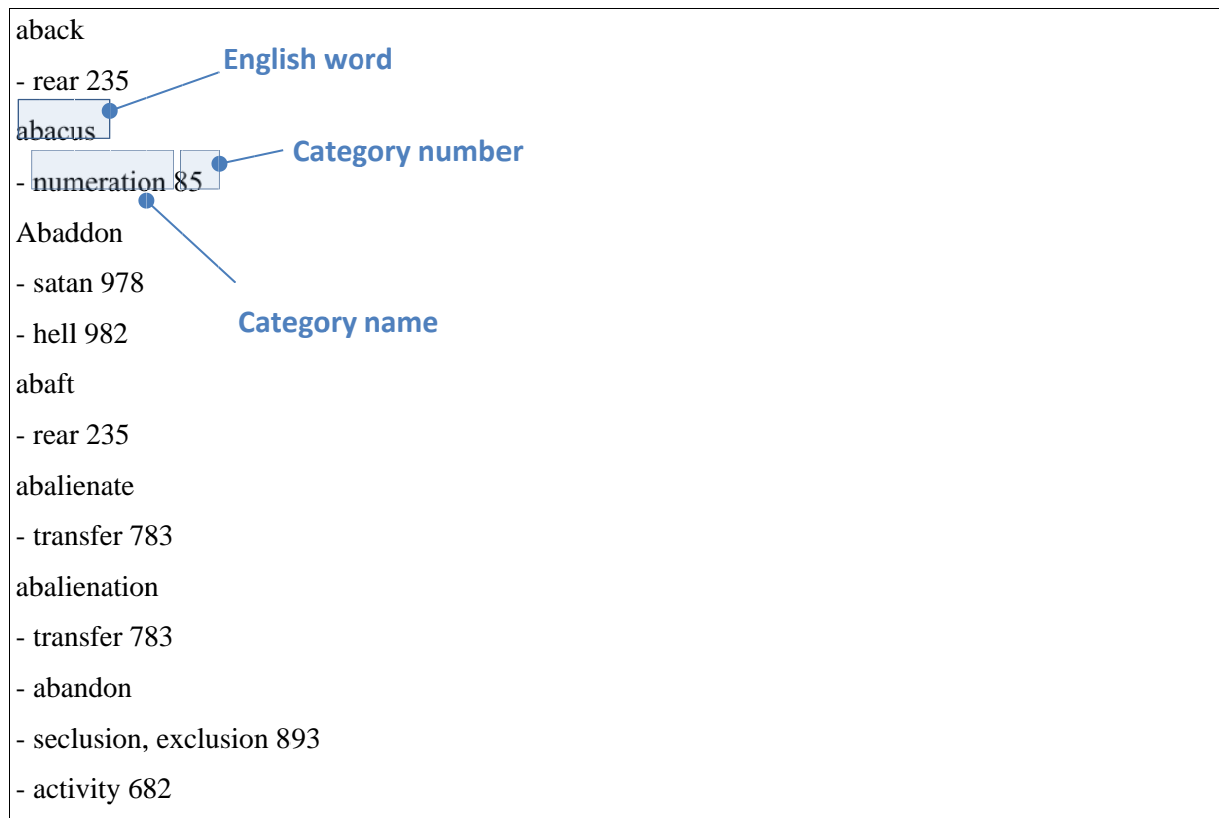 aback
English word
- rear 235
abacus
Category number
- numeration 85
Abaddon
- satan 978
Category name
- hell 982
abaft
- rear 235
abalienate
- transfer 783
abalienation
- transfer 783
- abandon
- seclusion, exclusion 893
- activity 682